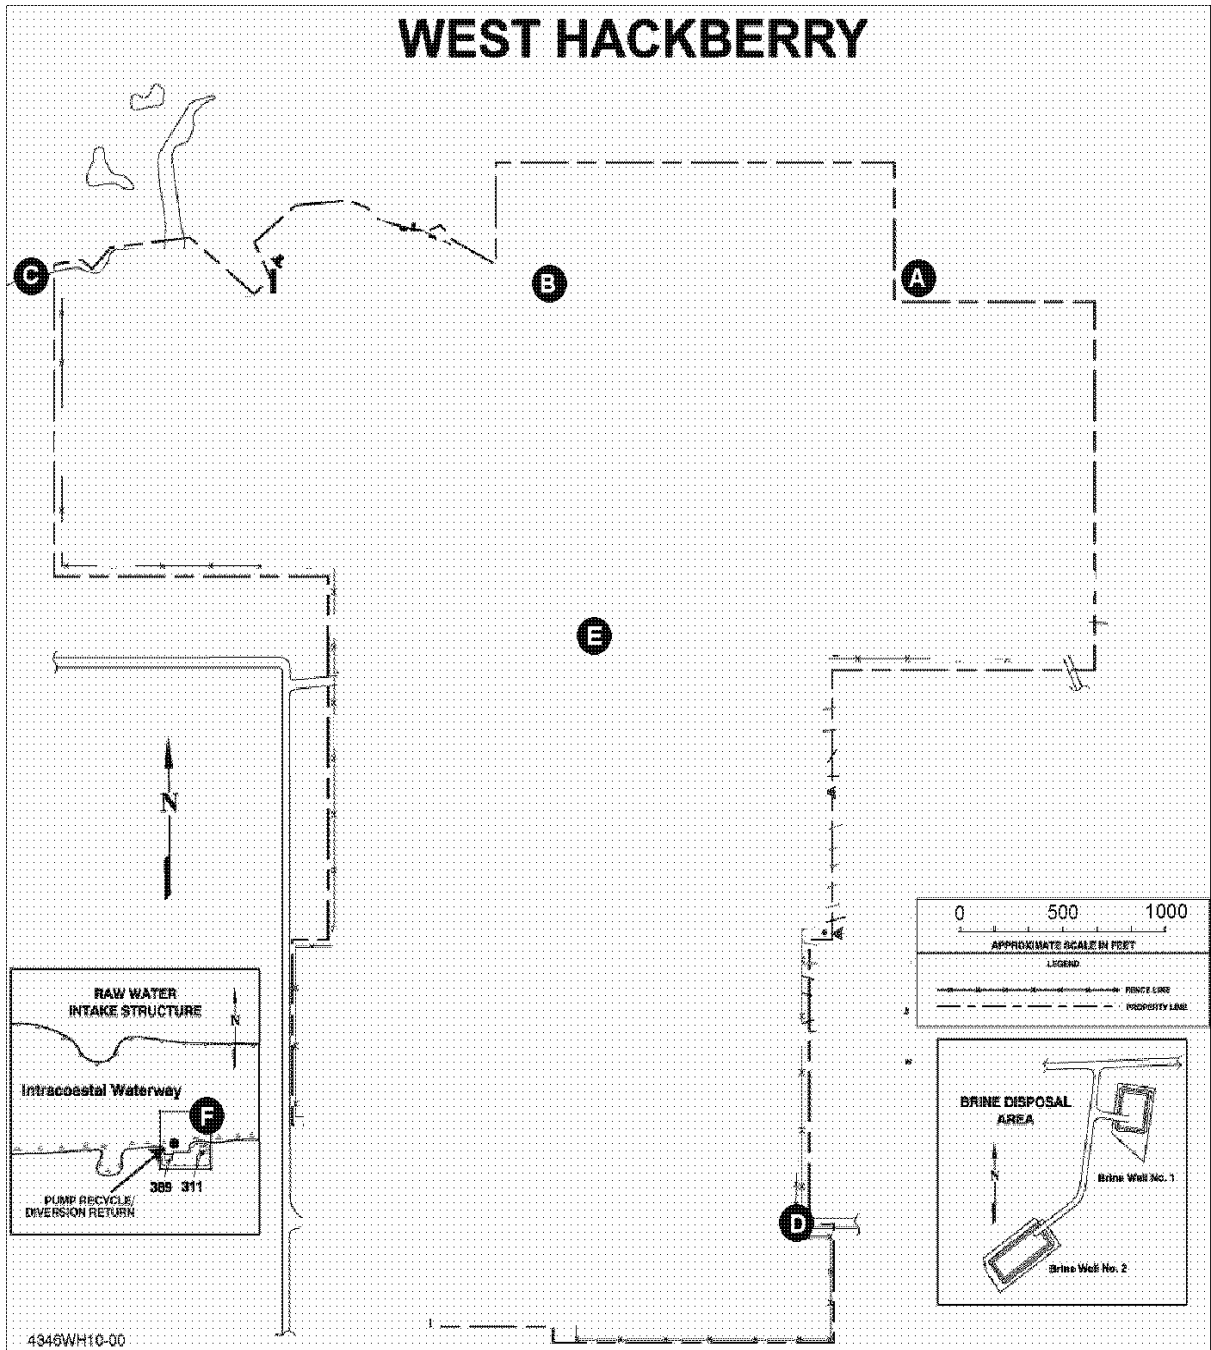 WEST HACKBERRY
C
B
A
E
N
0 500 1000
APPROXIMATE SCALE IN FEET
LEGEND
FENCE LINE
PROPERTY LINE
RAW WATER
INTAKE STRUCTURE
N
Intracoastal Waterway
F
389 311
PUMP RECYCLE/
DIVERSION RETURN
D
BRINE DISPOSAL
AREA
N
Brine Well No. 1
Brine Well No. 2
4346WH10-00